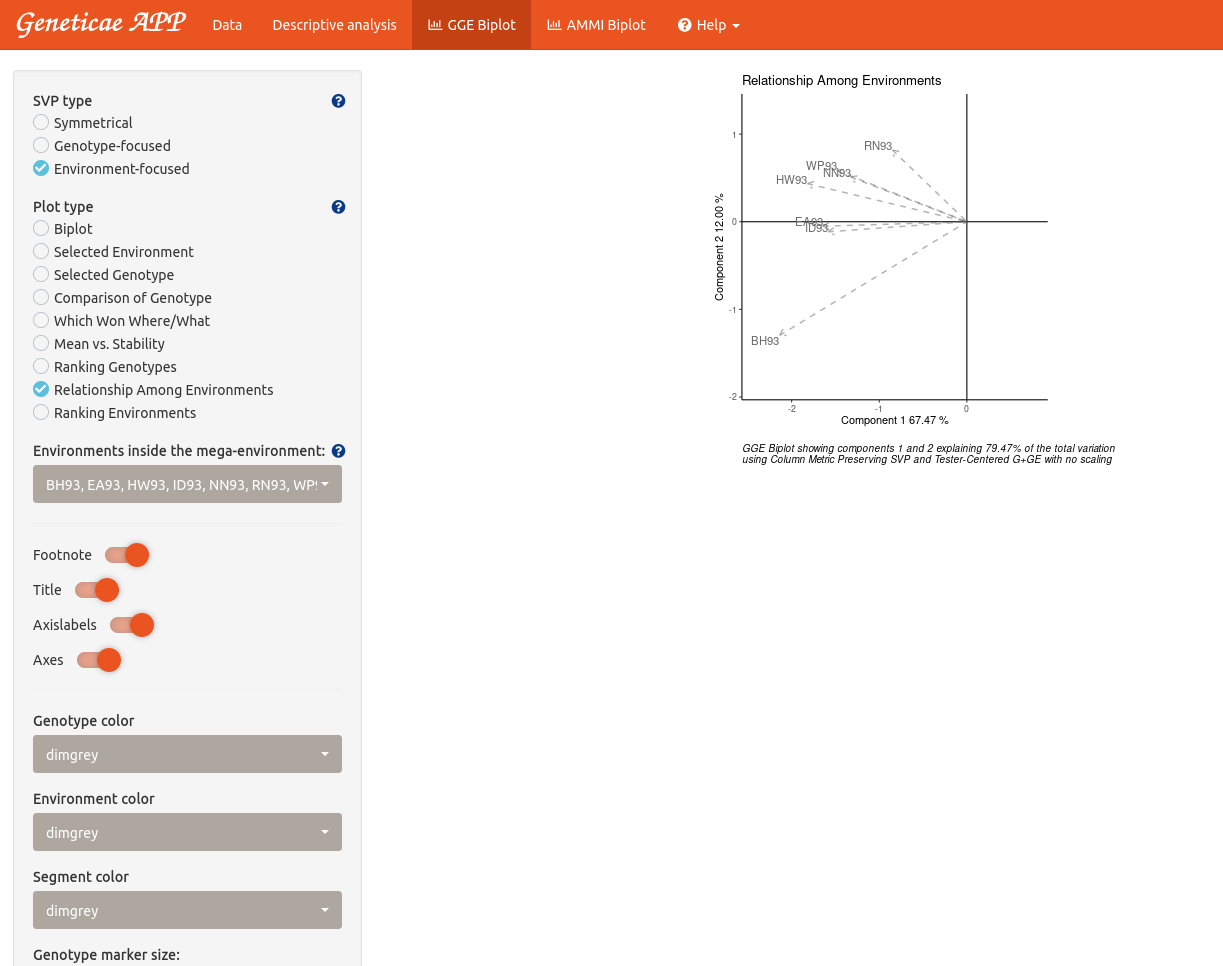 Geneticae APP
Data
Descriptive analysis
GGE Biplot
AMMI Biplot
Help
SVP type
Symmetrical
Genotype-focused
Environment-focused
Plot type
Biplot
Selected Environment
Selected Genotype
Comparison of Genotype
Which Won Where/What
Mean vs. Stability
Ranking Genotypes
Relationship Among Environments
Ranking Environments
Environments inside the mega-environment:
BH93, EA93, HW93, ID93, NN93, RN93, WP!
Footnote
Title
Axislabels
Axes
Genotype color
dimgrey
Environment color
dimgrey
Segment color
dimgrey
Genotype marker size:
Relationship Among Environments
RN93
WP93
NN93
HW93
EA93
ID93
BH93
1
0
-1
-2
Component 2 12.00 %
-2
-1
0
Component 1 67.47 %
GGE Biplot showing components 1 and 2 explaining 79.47% of the total variation
using Column Metric Preserving SVP and Tester-Centered G+GE with no scaling